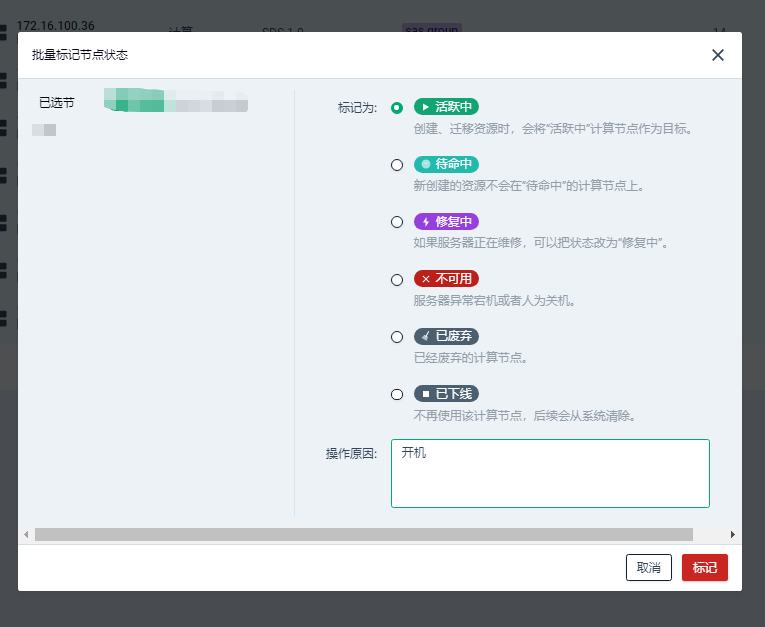 172.16.100.36
计算
SDS 1.0
sas group
14
批量标记节点状态
已选节
标记为:
活跃中
创建、迁移资源时，会将“活跃中”计算节点作为目标。
待命中
新创建的资源不会在“待命中”的计算节点上。
修复中
如果服务器正在维修，可以把状态改为“修复中”。
不可用
服务器异常宕机或者人为关机。
已废弃
已经废弃的计算节点。
已下线
不再使用该计算节点，后续会从系统清除。
操作原因:
开机
取消
标记